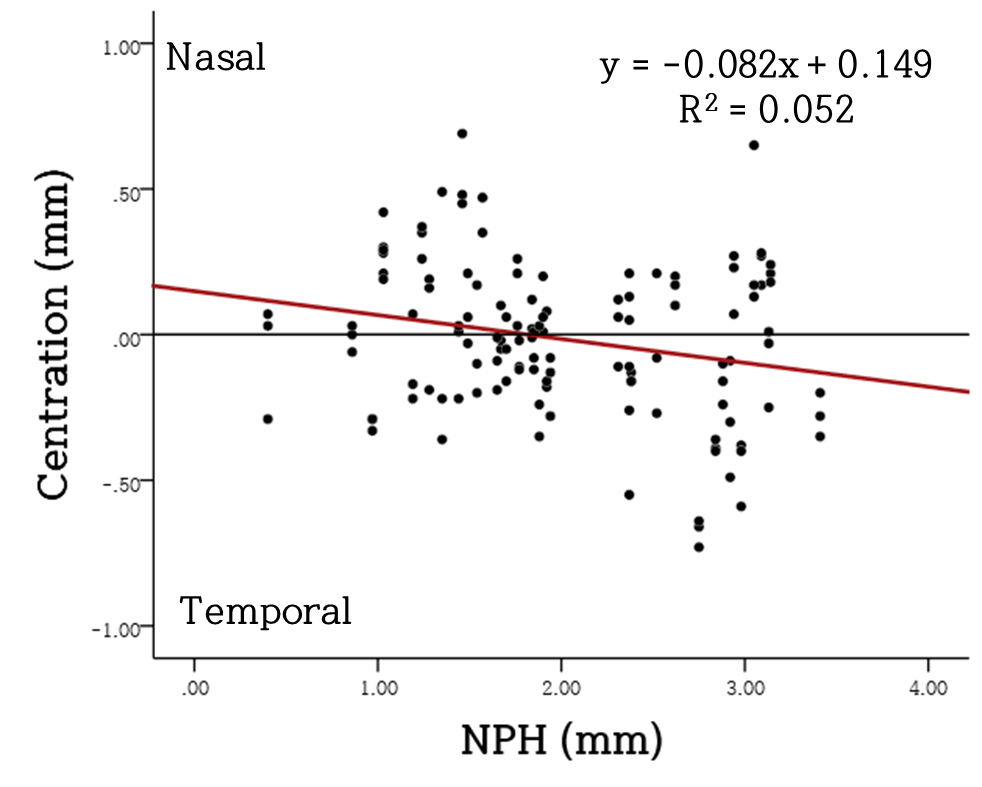 Nasal
y = −0.082x + 0.149
R² = 0.052
1.00
.50
.00
-.50
-1.00
Centration (mm)
Temporal
.00 1.00 2.00 3.00 4.00
NPH (mm)